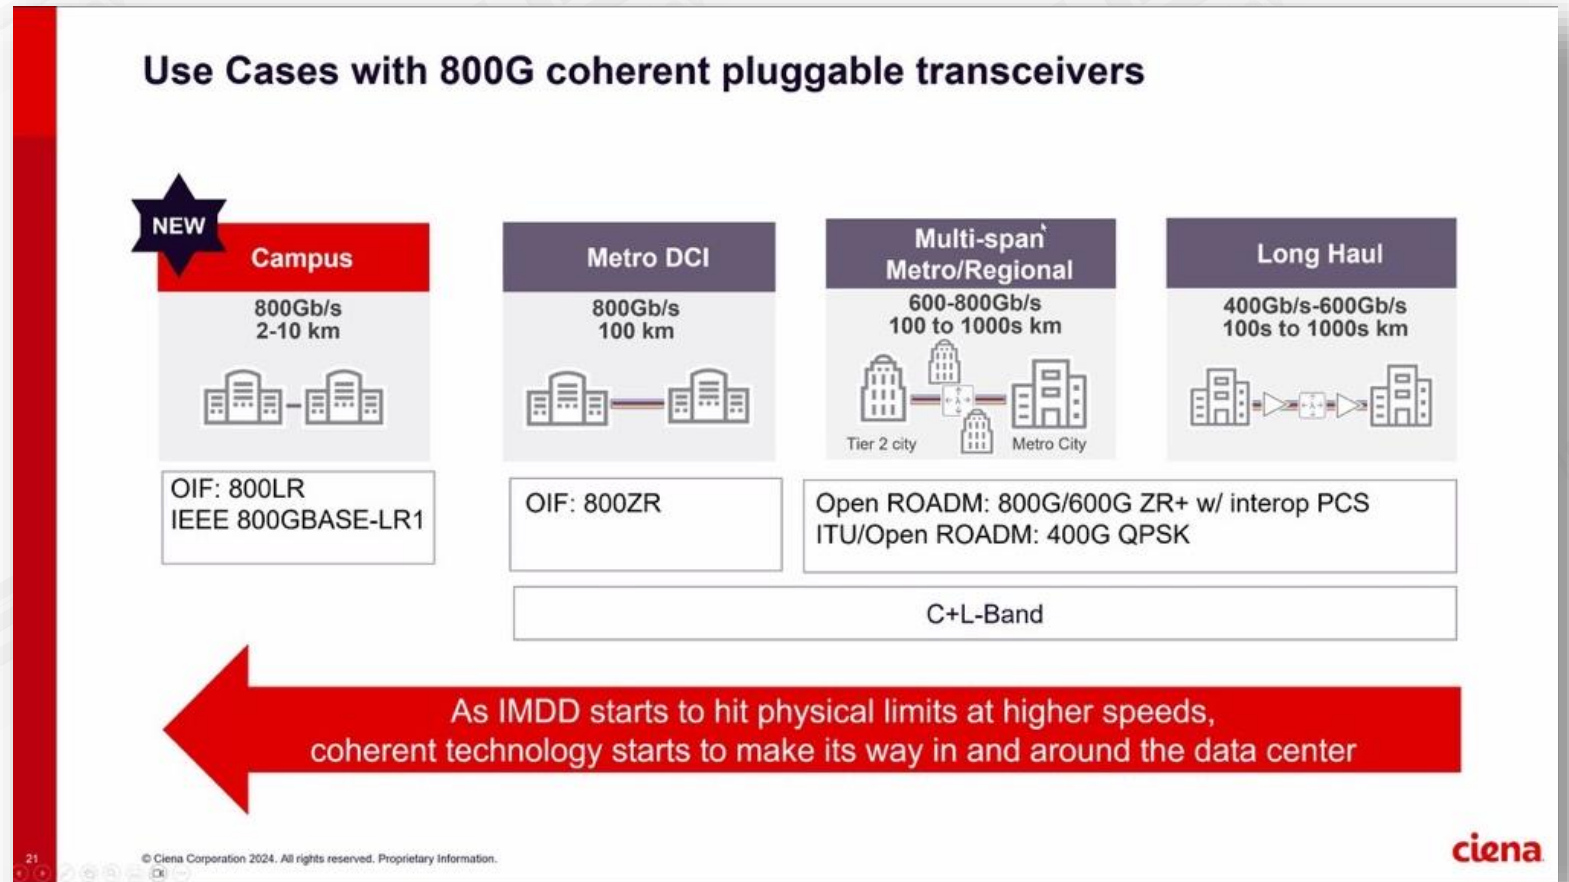 Use Cases with 800G coherent pluggable transceivers
NEW
Campus
800Gb/s
2-10 km
OIF: 800LR
IEEE 800GBASE-LR1
Metro DCI
800Gb/s
100 km
OIF: 800ZR
Multi-span
Metro/Regional
600-800Gb/s
100 to 1000s km
Tier 2 city
Metro City
Long Haul
400Gb/s-600Gb/s
100s to 1000s km
Open ROADM: 800G/600G ZR+ w/ interop PCS
ITU/Open ROADM: 400G QPSK
C+L-Band
As IMDD starts to hit physical limits at higher speeds,
coherent technology starts to make its way in and around the data center
21
© Ciena Corporation 2024. All rights reserved. Proprietary Information.
ciena